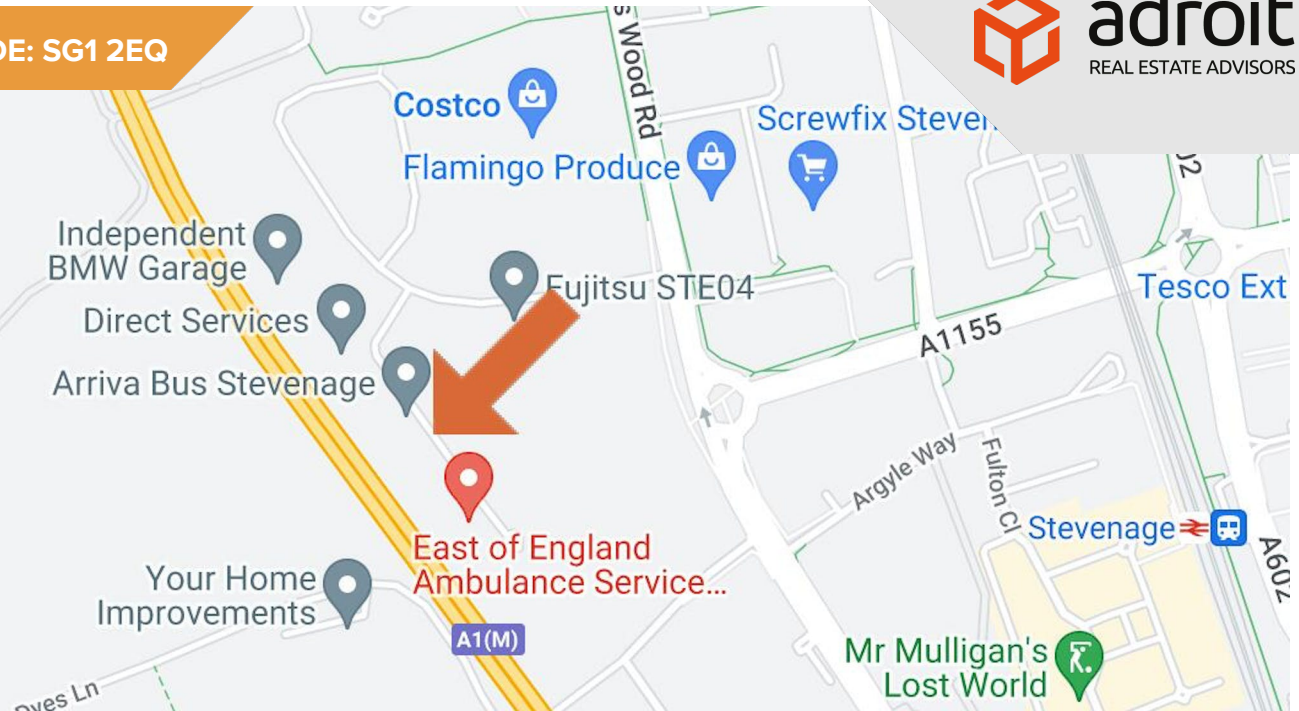 DE: SG1 2EQ
adroit
REAL ESTATE ADVISORS
s Wood Rd
Costco
Flamingo Produce
Screwfix Steven
Independent
BMW Garage
Direct Services
Arriva Bus Stevenage
Fujitsu STE04
Tesco Ext
A1155
Argyle Way
Fulton Cl
Stevenage
A602
East of England
Ambulance Service...
Your Home
Improvements
A1(M)
Mr Mulligan's
Lost World
Dyes Ln